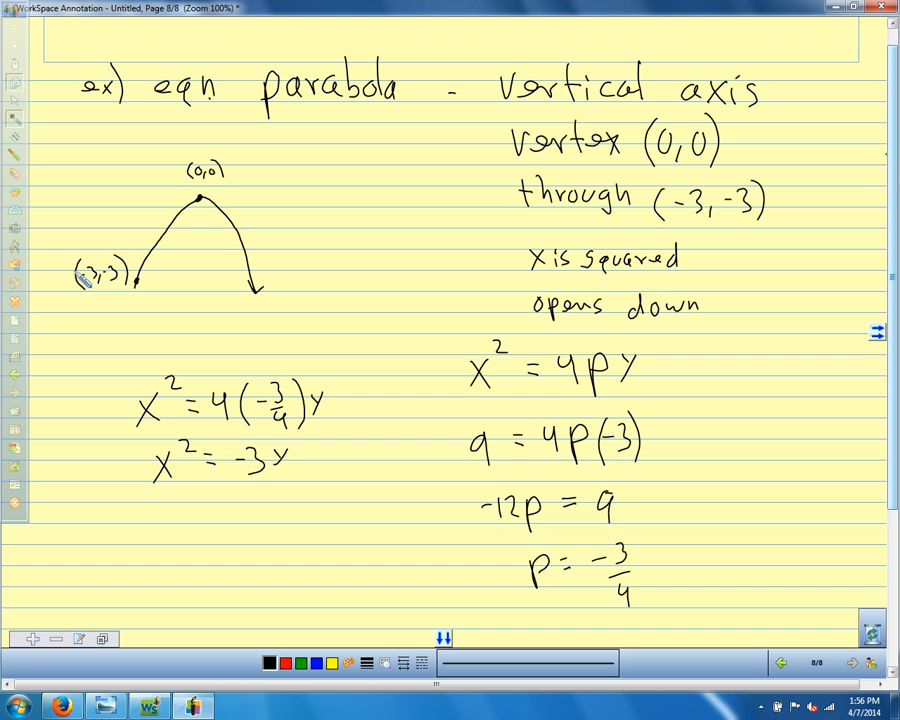 WorkSpace Annotation - Untitled, Page 8/8 (Zoom 100%) *
ex) eqn parabola - vertical axis
vertex (0,0)
through (-3,-3)
x is squared
opens down
(0,0)
(-3,-3)
x² = 4py
9 = 4p(-3)
-12p = 9
p = -3/4
x² = 4(-3/4)y
x² = -3y
8/8
1:56 PM
4/7/2014